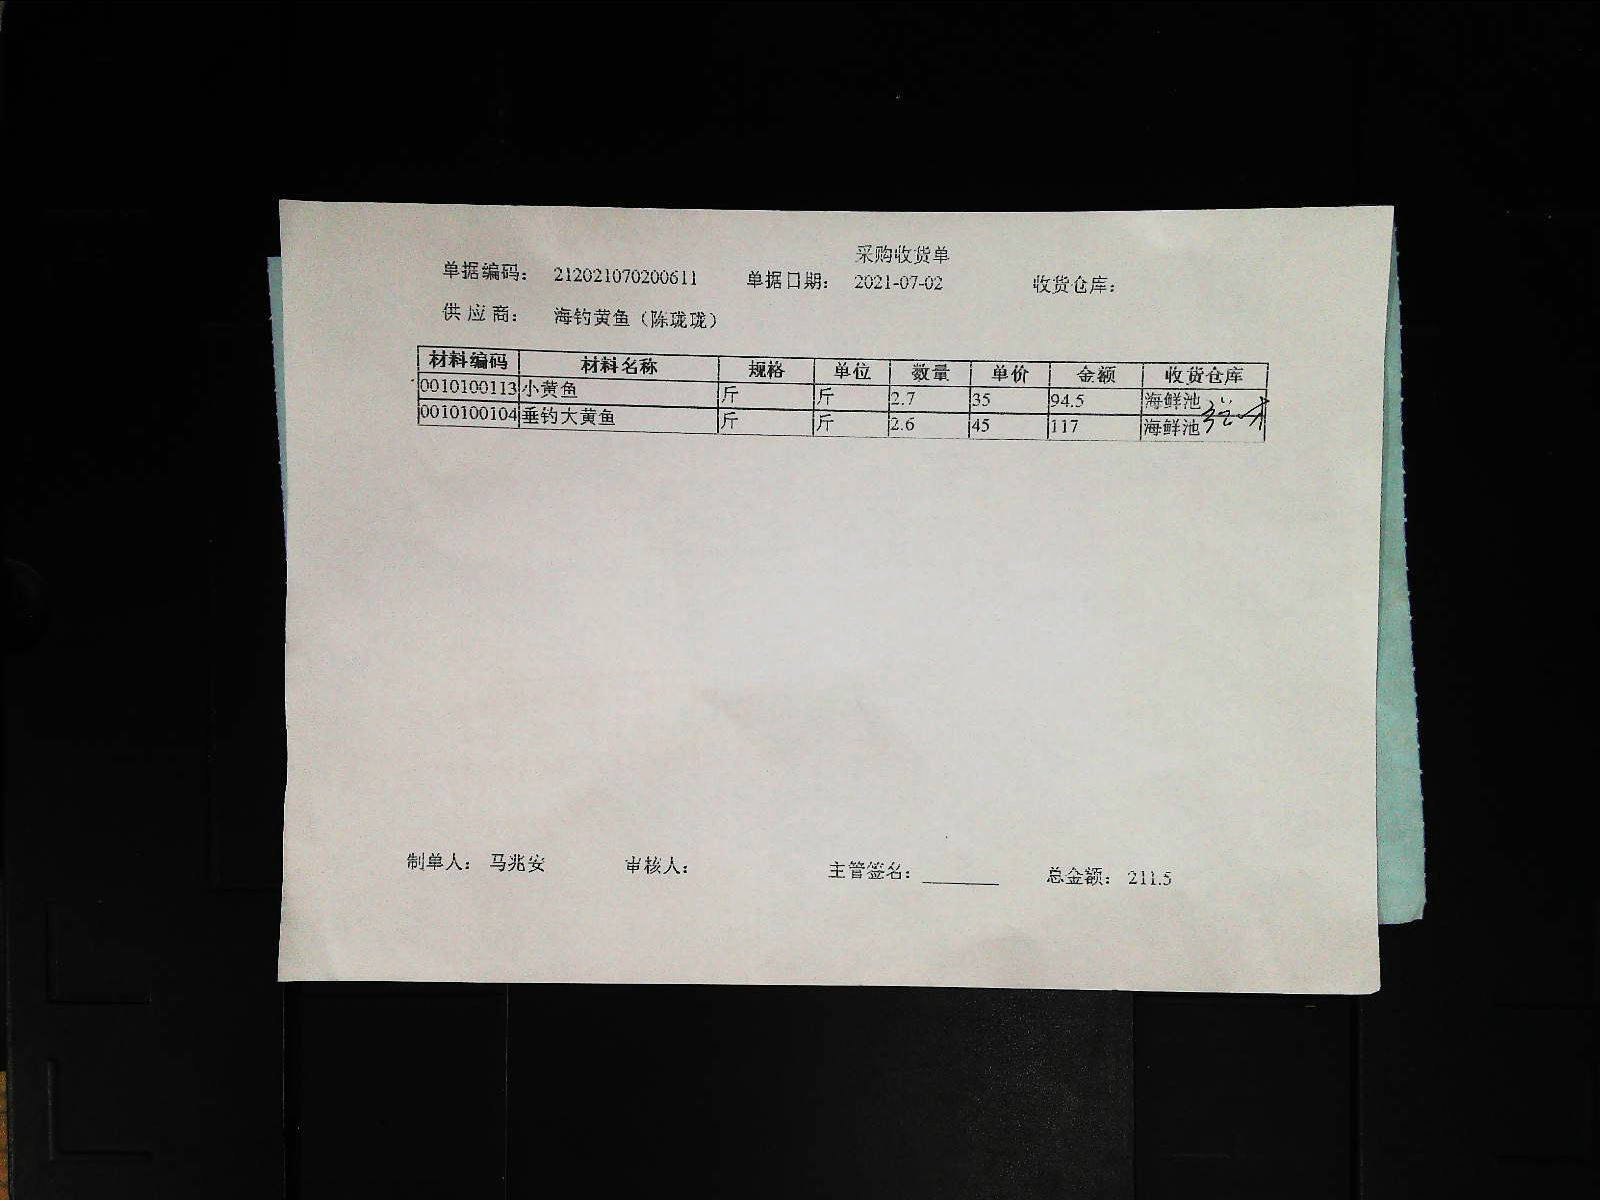 采购收货单
单据编码： 212021070200611 单据日期： 2021-07-02 收货仓库：
供应商： 海钓黄鱼（陈珑珑）
材料编码 材料名称 规格 单位 数量 单价 金额 收货仓库
0010100113 小黄鱼 斤 斤 2.7 35 94.5 海鲜池
0010100104 垂钓大黄鱼 斤 斤 2.6 45 117 海鲜池
制单人： 马兆安 审核人： 主管签名： ________ 总金额： 211.5